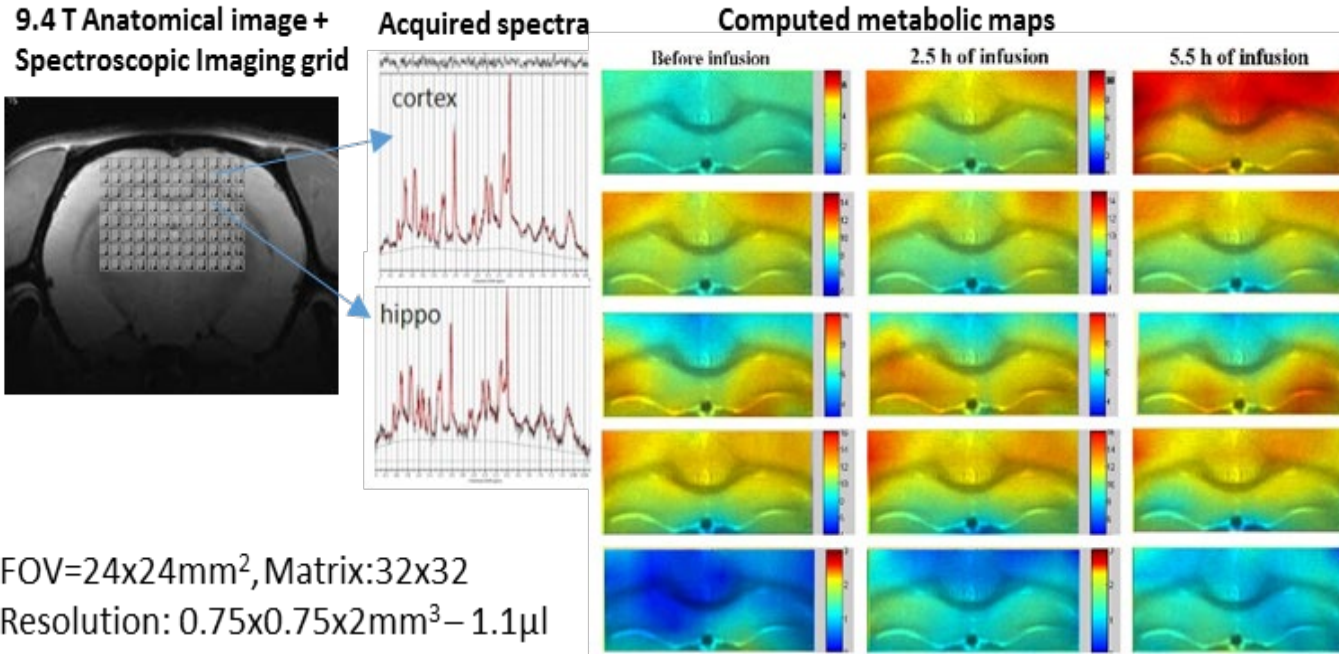 9.4 T Anatomical image +
Spectroscopic Imaging grid
Acquired spectra
Computed metabolic maps
cortex
hippo
Before infusion
2.5 h of infusion
5.5 h of infusion
FOV=24x24mm², Matrix:32x32
Resolution: 0.75x0.75x2mm³ – 1.1µl